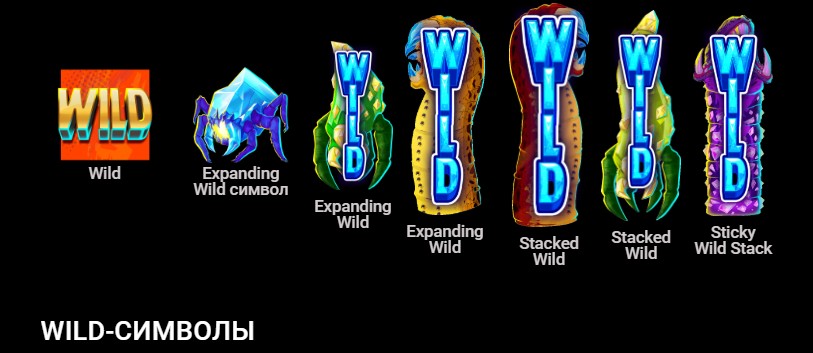 WILD
Wild
Expanding
Wild символ
WILD
Expanding
Wild
WILD
Expanding
Wild
WILD
Stacked
Wild
WILD
Stacked
Wild
WILD
Sticky
Wild Stack
WILD-СИМВОЛЫ